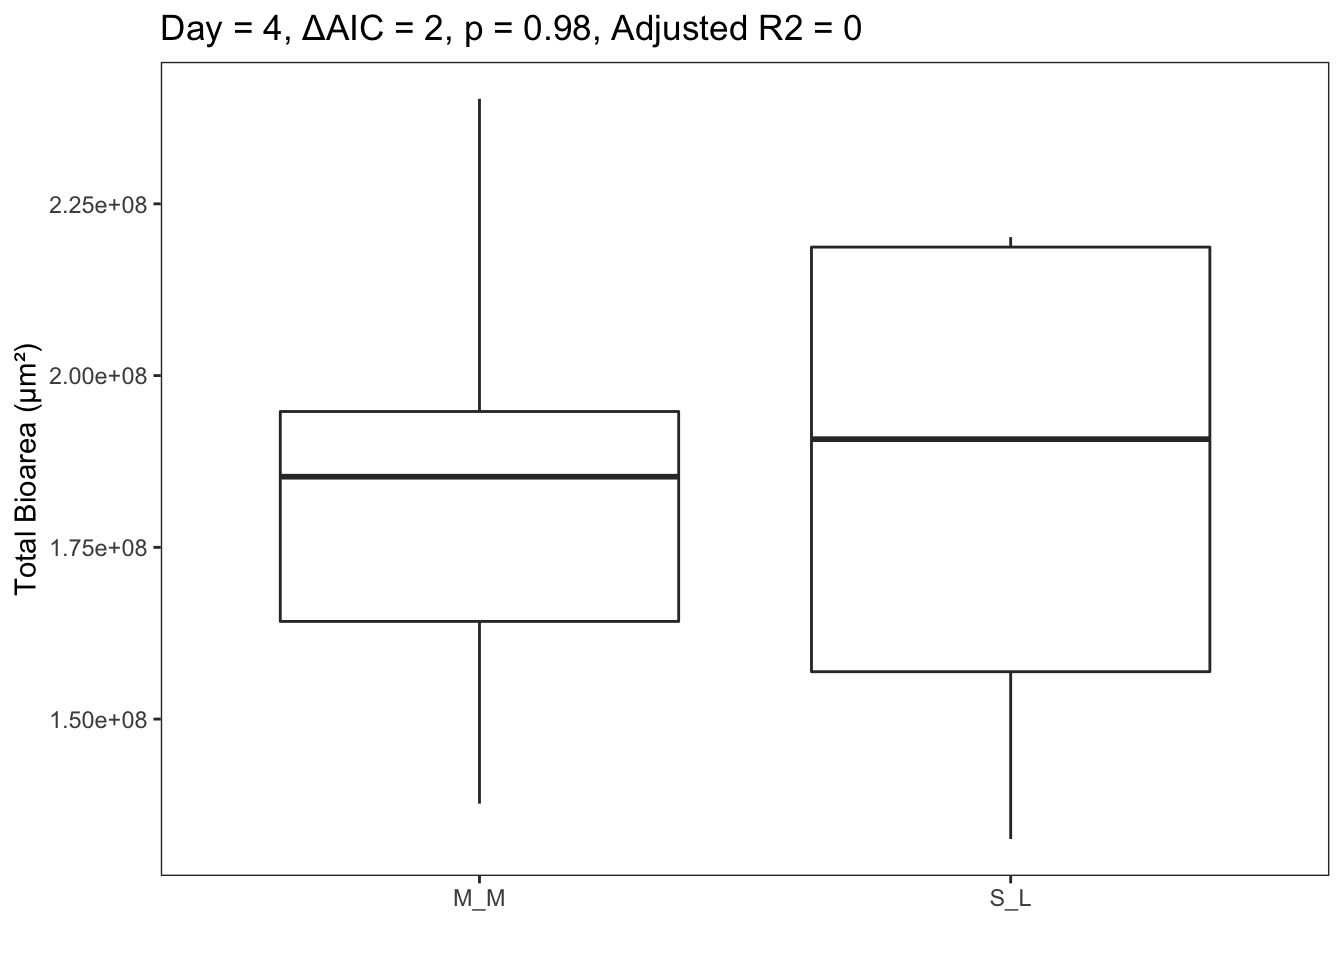 Day = 4, ΔAIC = 2, p = 0.98, Adjusted R2 = 0
Total Bioarea (µm²)
2.25e+08
2.00e+08
1.75e+08
1.50e+08
M_M
S_L